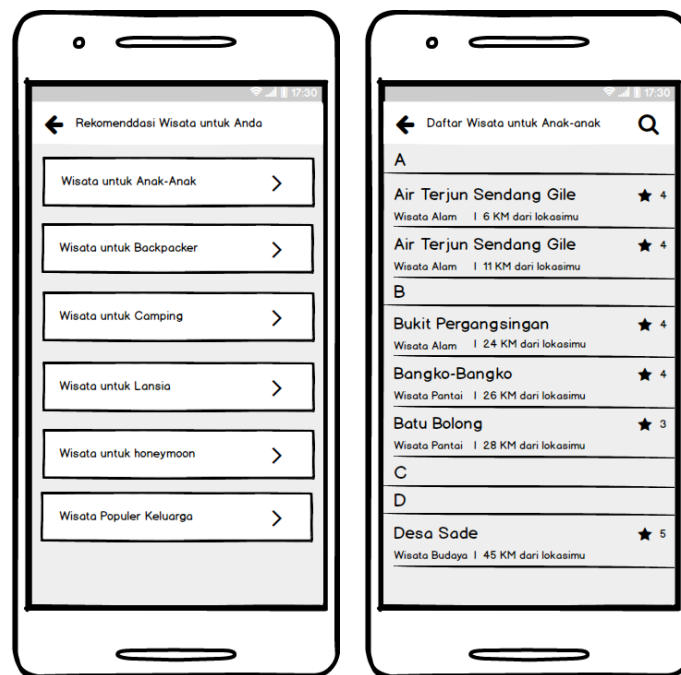 17:30
Rekomenddasi Wisata untuk Anda
Wisata untuk Anak-Anak
Wisata untuk Backpacker
Wisata untuk Camping
Wisata untuk Lansia
Wisata untuk honeymoon
Wisata Populer Keluarga
17:30
Daftar Wisata untuk Anak-anak
A
Air Terjun Sendang Gile 4
Wisata Alam | 6 KM dari lokasimu
Air Terjun Sendang Gile 4
Wisata Alam | 11 KM dari lokasimu
B
Bukit Pergangsingan 4
Wisata Alam | 24 KM dari lokasimu
Bangko-Bangko 4
Wisata Pantai | 26 KM dari lokasimu
Batu Bolong 3
Wisata Pantai | 28 KM dari lokasimu
C
D
Desa Sade 5
Wisata Budaya | 45 KM dari lokasimu